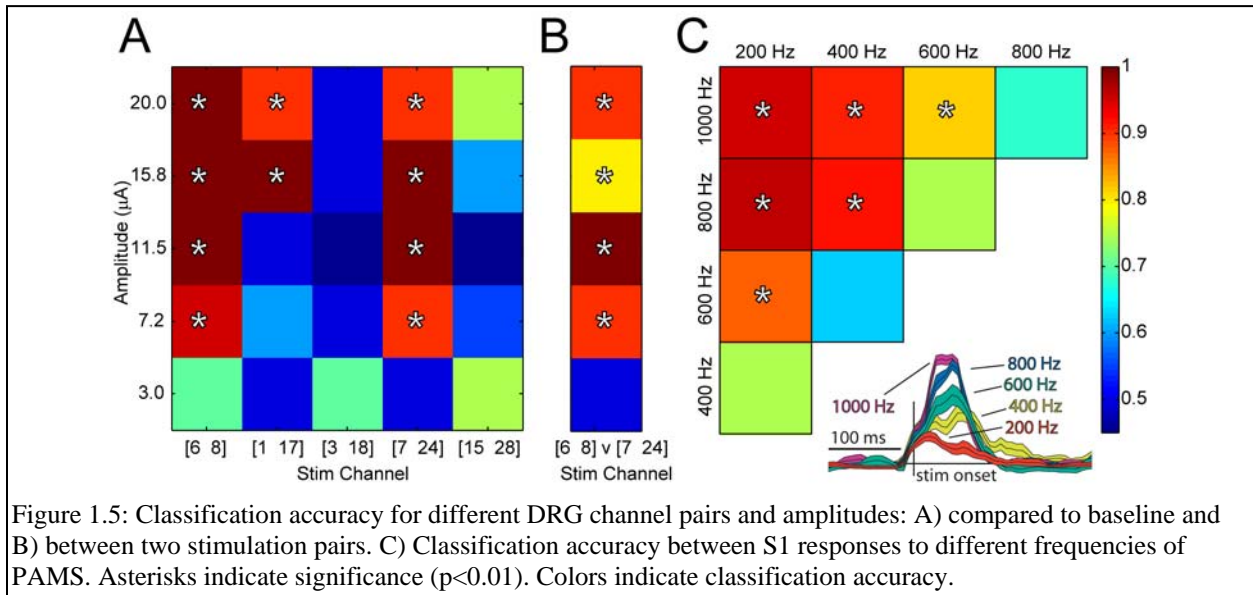 A
B
C
200 Hz 400 Hz 600 Hz 800 Hz
Amplitude (μA)
20.0
15.8
11.5
7.2
3.0
* * *
* * *
* *
* *
[6 8] [1 17] [3 18] [7 24] [15 28]
Stim Channel
*
*
*
*
[6 8] v [7 24]
Stim Channel
1000 Hz
800 Hz
600 Hz
400 Hz
* * *
* *
*
1
0.9
0.8
0.7
0.6
0.5
800 Hz
600 Hz
400 Hz
200 Hz
1000 Hz
100 ms
stim onset
Figure 1.5: Classification accuracy for different DRG channel pairs and amplitudes: A) compared to baseline and
B) between two stimulation pairs. C) Classification accuracy between S1 responses to different frequencies of
PAMS. Asterisks indicate significance (p<0.01). Colors indicate classification accuracy.